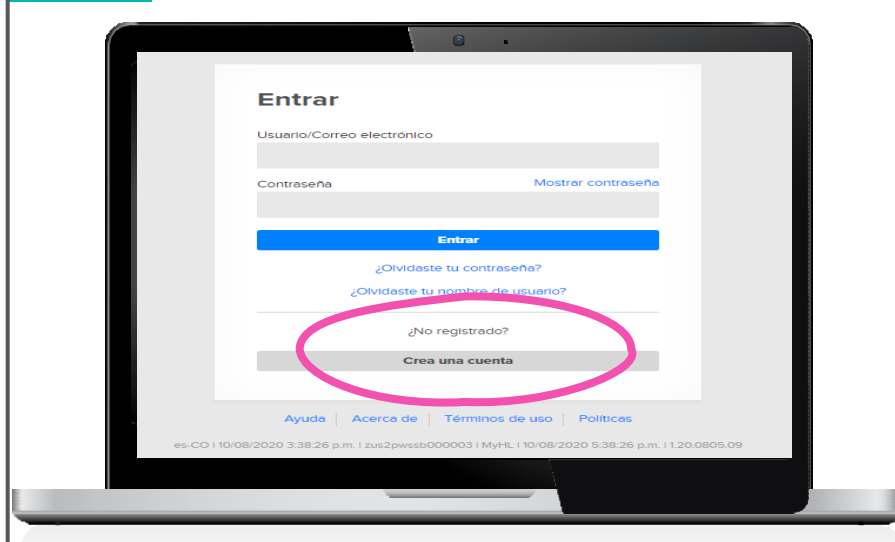 Entrar
Usuario/Correo electrónico
Contraseña Mostrar contraseña
Entrar
¿Olvidaste tu contraseña?
¿Olvidaste tu nombre de usuario?
¿No registrado?
Crea una cuenta
Ayuda | Acerca de | Términos de uso | Políticas
es-CO | 10/08/2020 3:38:26 p.m. | zus2pwssb000003 | MyHL | 10/08/2020 5:38:26 p.m. | 1.20.0805.09